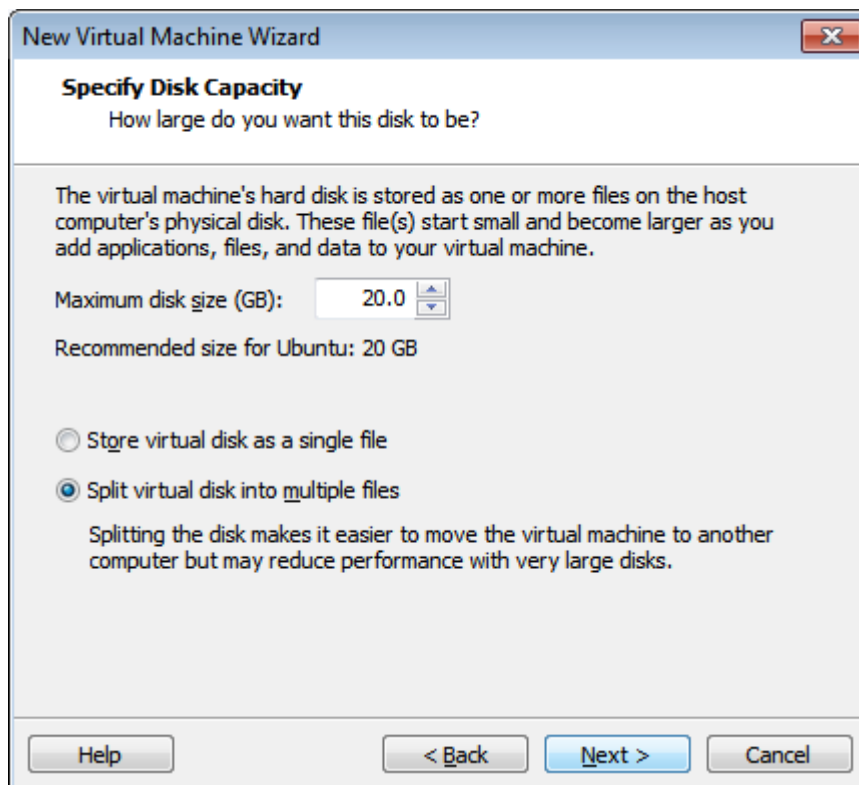 New Virtual Machine Wizard
Specify Disk Capacity
How large do you want this disk to be?
The virtual machine's hard disk is stored as one or more files on the host
computer's physical disk. These file(s) start small and become larger as you
add applications, files, and data to your virtual machine.
Maximum disk size (GB): 20.0
Recommended size for Ubuntu: 20 GB
Store virtual disk as a single file
Split virtual disk into multiple files
Splitting the disk makes it easier to move the virtual machine to another
computer but may reduce performance with very large disks.
Help < Back Next > Cancel